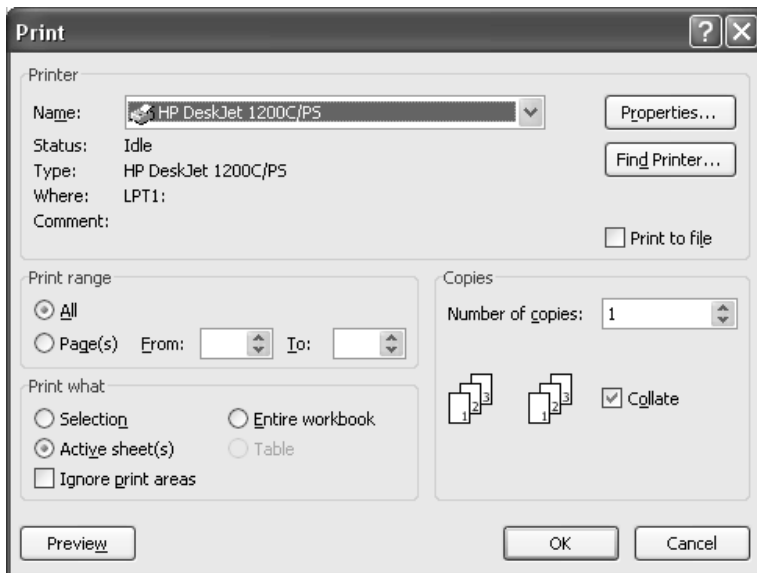 Print
Printer
Name: HP DeskJet 1200C/PS Properties...
Status: Idle
Type: HP DeskJet 1200C/PS Find Printer...
Where: LPT1:
Comment:
Print to file
Print range
All
Page(s) From: To:
Copies
Number of copies: 1
1 2 3 1 2 3 Collate
Print what
Selection Entire workbook
Active sheet(s) Table
Ignore print areas
Preview OK Cancel